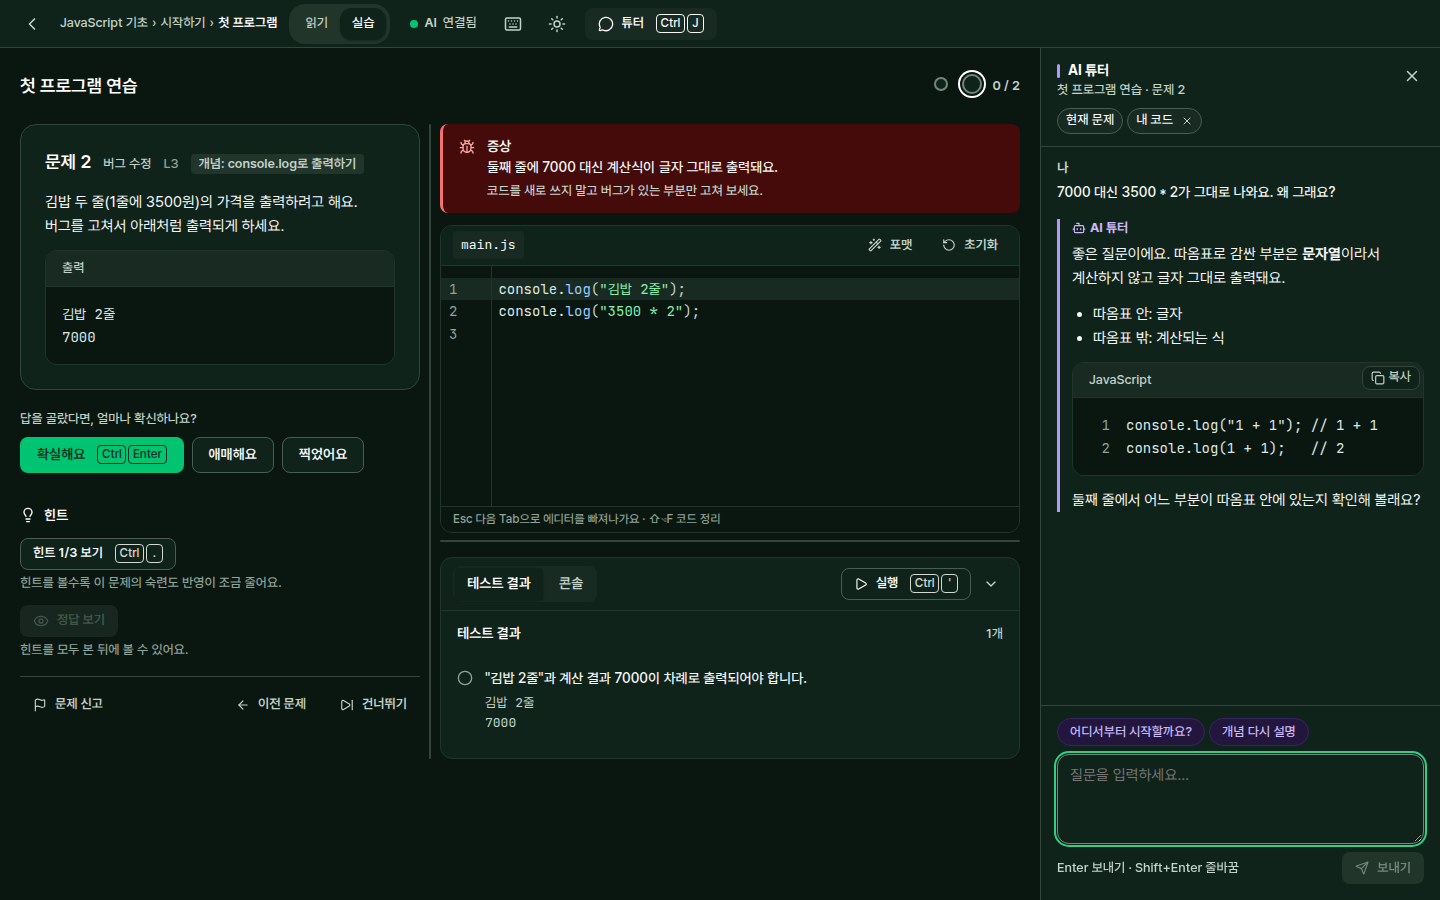 JavaScript 기초 › 시작하기 › 첫 프로그램
읽기 실습
AI 연결됨
튜터 Ctrl J
첫 프로그램 연습
0 / 2
문제 2 버그 수정 L3 개념: console.log로 출력하기
김밥 두 줄(1줄에 3500원)의 가격을 출력하려고 해요.
버그를 고쳐서 아래처럼 출력되게 하세요.
출력
김밥 2줄
7000
답을 골랐다면, 얼마나 확신하나요?
확실해요 Ctrl Enter
애매해요
찍었어요
힌트
힌트 1/3 보기 Ctrl .
힌트를 볼수록 이 문제의 숙련도 반영이 조금 줄어요.
정답 보기
힌트를 모두 본 뒤에 볼 수 있어요.
문제 신고
이전 문제
건너뛰기
증상
둘째 줄에 7000 대신 계산식이 글자 그대로 출력돼요.
코드를 새로 쓰지 말고 버그가 있는 부분만 고쳐 보세요.
main.js
포맷
초기화
1 console.log("김밥 2줄");
2 console.log("3500 * 2");
3
Esc 다음 Tab으로 에디터를 빠져나가요 · F 코드 정리
테스트 결과
콘솔
실행 Ctrl '
테스트 결과
1개
"김밥 2줄"과 계산 결과 7000이 차례로 출력되어야 합니다.
김밥 2줄
7000
AI 튜터
첫 프로그램 연습 · 문제 2
현재 문제
내 코드
나
7000 대신 3500 * 2가 그대로 나와요. 왜 그래요?
AI 튜터
좋은 질문이에요. 따옴표로 감싼 부분은 문자열이라서
계산하지 않고 글자 그대로 출력돼요.
따옴표 안: 글자
따옴표 밖: 계산되는 식
JavaScript
복사
1 console.log("1 + 1"); // 1 + 1
2 console.log(1 + 1);   // 2
둘째 줄에서 어느 부분이 따옴표 안에 있는지 확인해 볼래요?
어디서부터 시작할까요?
개념 다시 설명
질문을 입력하세요...
Enter 보내기 · Shift+Enter 줄바꿈
보내기